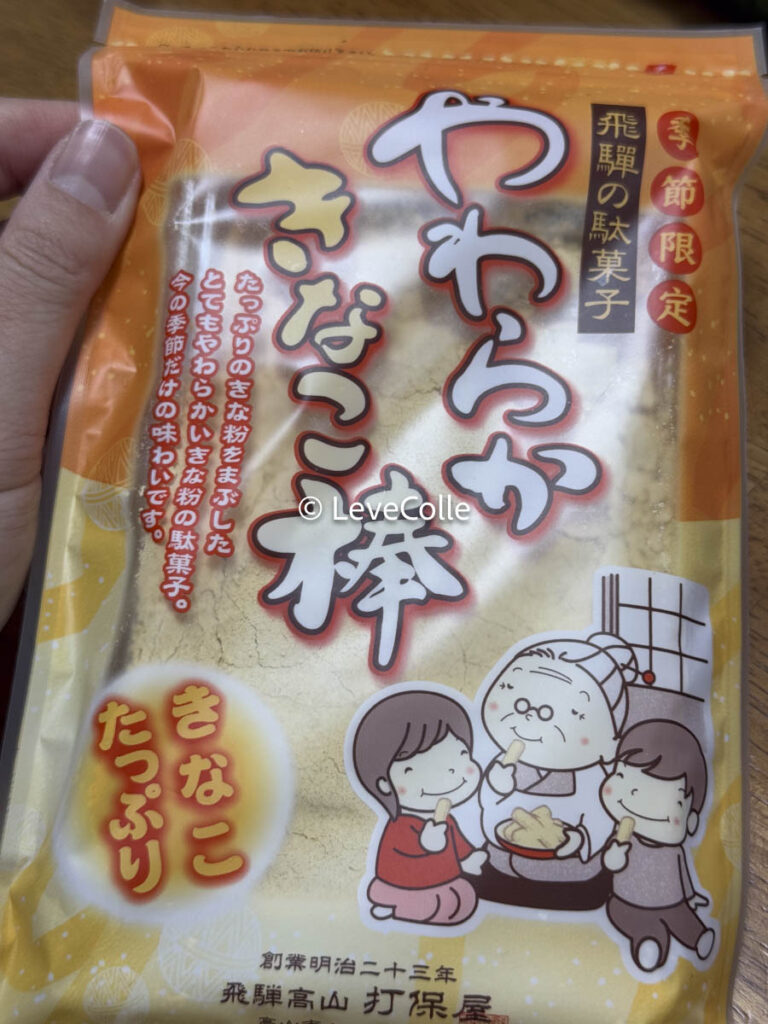 季節限定
飛騨の駄菓子
やわらか
きなこ棒
たっぷりのきな粉をまぶした
とてもやわらかいきな粉の駄菓子。
今の季節だけの味わいです。
© LeveColle
きなこ
たっぷり
創業明治二十三年
飛騨高山 打保屋